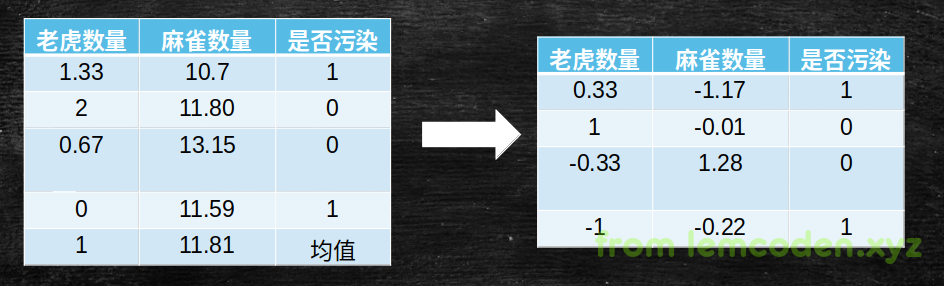 老虎数量 麻雀数量 是否污染
1.33 10.7 1
2 11.80 0
0.67 13.15 0
0 11.59 1
1 11.81 均值
老虎数量 麻雀数量 是否污染
0.33 -1.17 1
1 -0.01 0
-0.33 1.28 0
-1 -0.22 1
from lemcoden.xyz